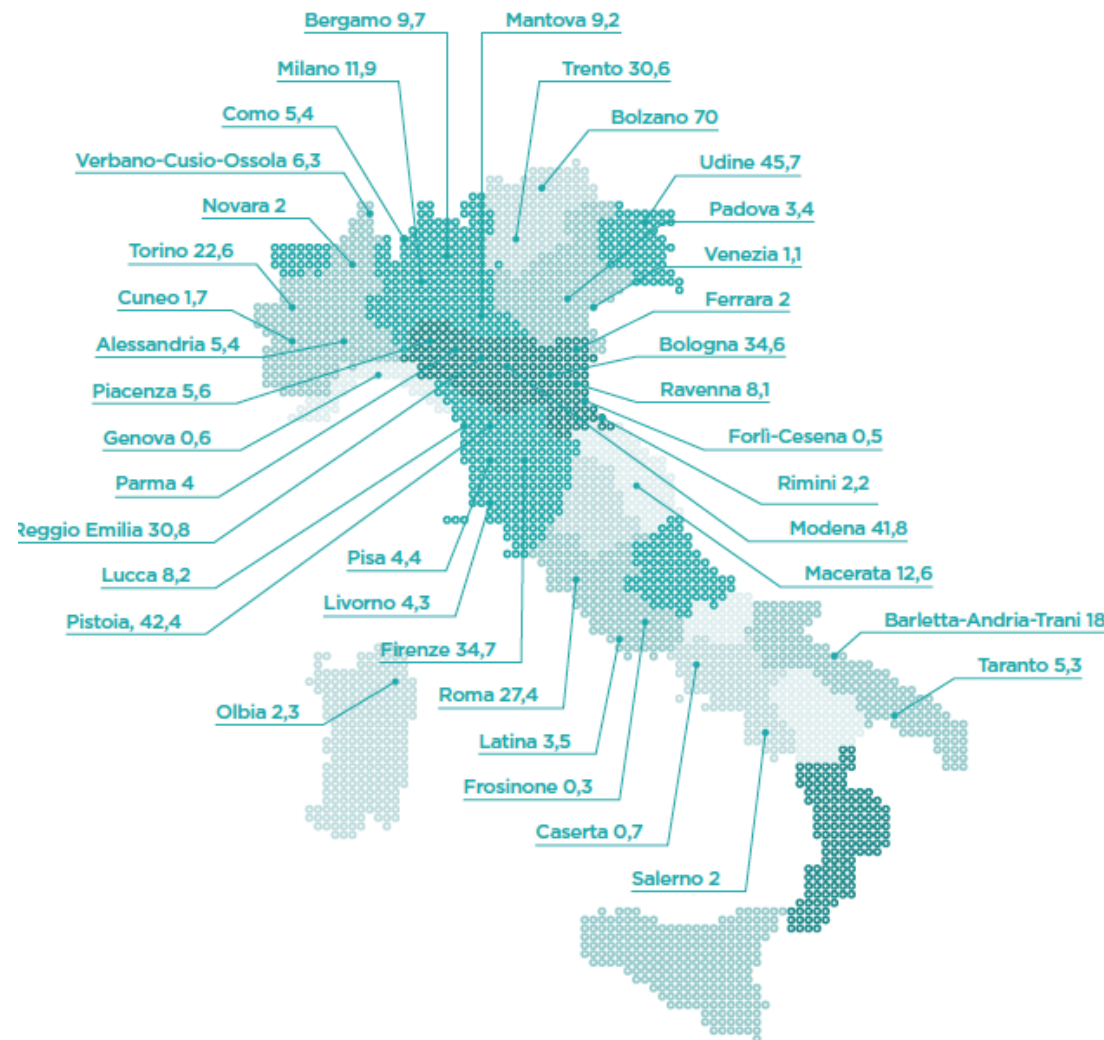 Bergamo 9,7
Mantova 9,2
Milano 11,9
Trento 30,6
Como 5,4
Bolzano 70
Verbano-Cusio-Ossola 6,3
Udine 45,7
Novara 2
Padova 3,4
Torino 22,6
Venezia 1,1
Cuneo 1,7
Ferrara 2
Alessandria 5,4
Bologna 34,6
Piacenza 5,6
Ravenna 8,1
Genova 0,6
Forlì-Cesena 0,5
Parma 4
Rimini 2,2
Reggio Emilia 30,8
Modena 41,8
Pisa 4,4
Lucca 8,2
Macerata 12,6
Livorno 4,3
Pistoia, 42,4
Barletta-Andria-Trani 18
Firenze 34,7
Taranto 5,3
Roma 27,4
Olbia 2,3
Latina 3,5
Frosinone 0,3
Caserta 0,7
Salerno 2